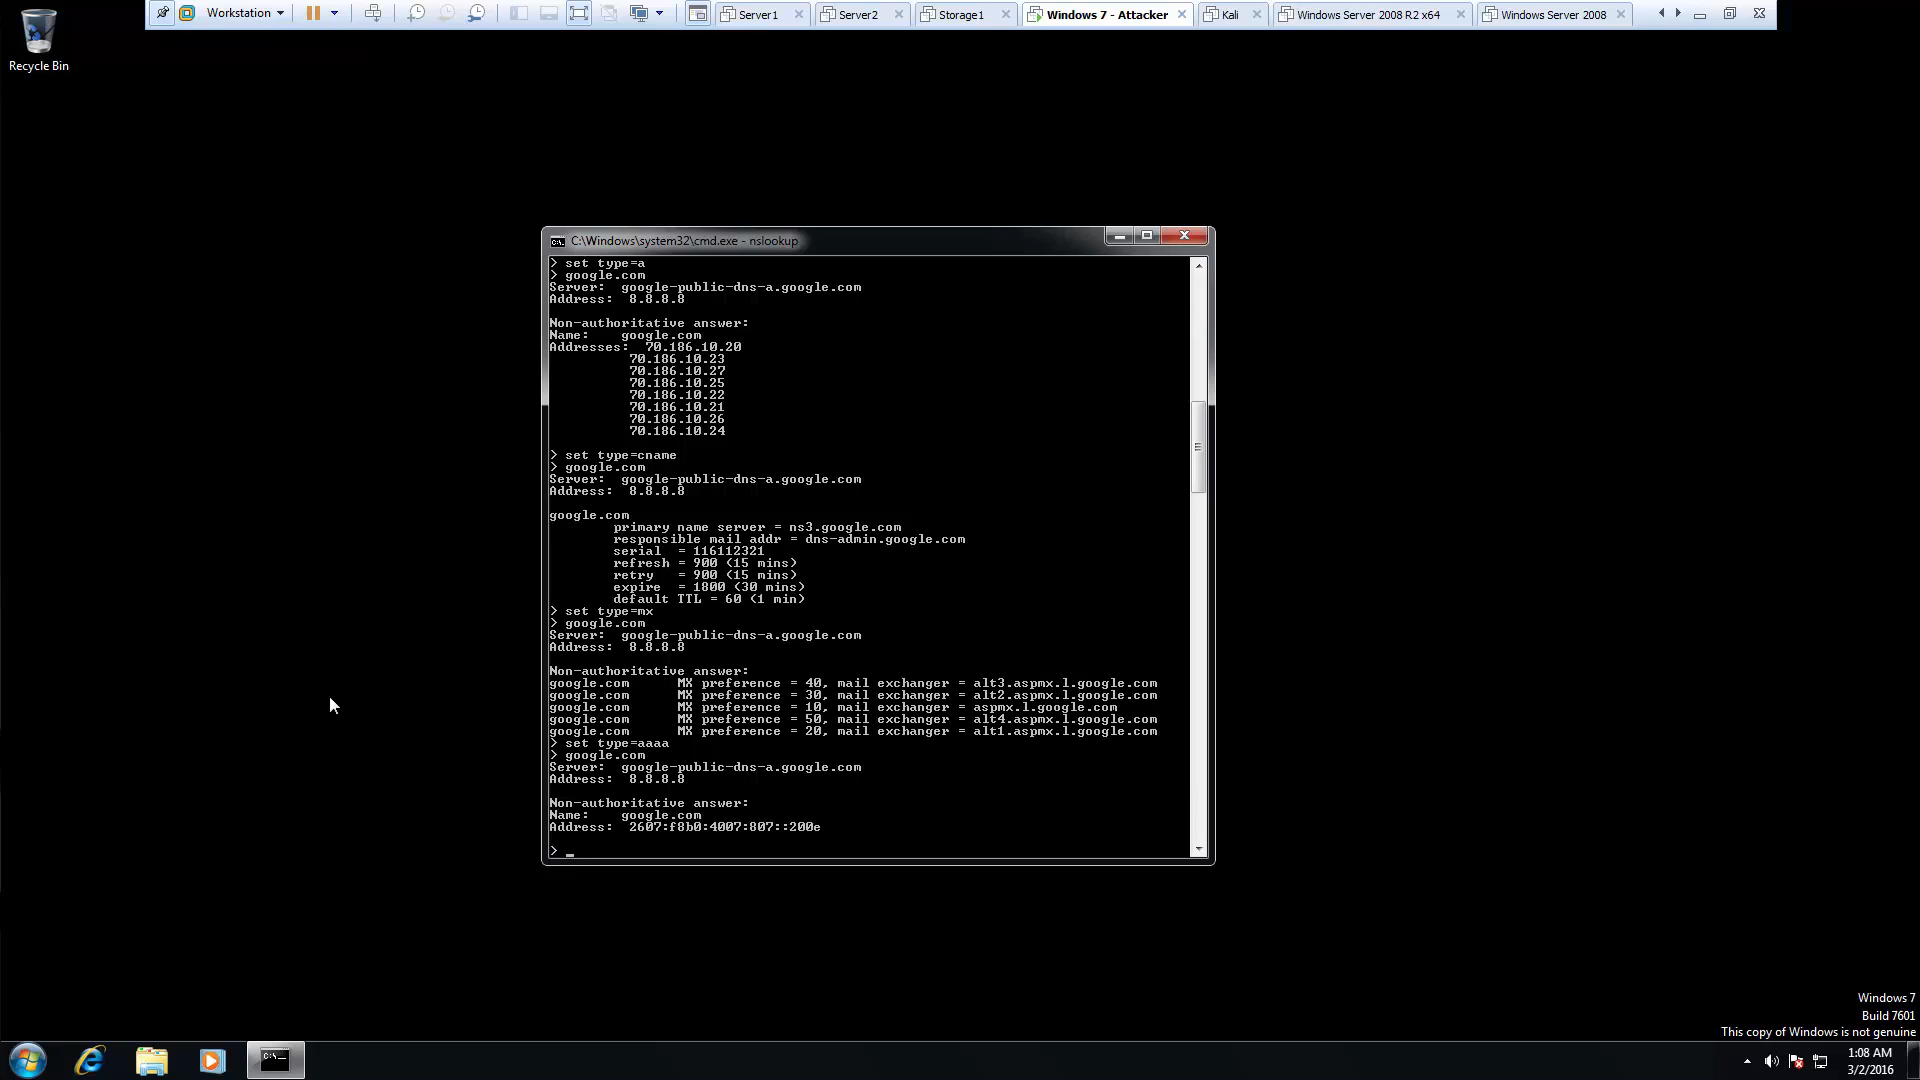 Workstation
Server1
Server2
Storage1
Windows 7 - Attacker
Kali
Windows Server 2008 R2 x64
Windows Server 2008
Recycle Bin
C:\Windows\system32\cmd.exe - nslookup
> set type=a
> google.com
Server:  google-public-dns-a.google.com
Address:  8.8.8.8
Non-authoritative answer:
Name:    google.com
Addresses:  70.186.10.20
70.186.10.23
70.186.10.27
70.186.10.25
70.186.10.22
70.186.10.21
70.186.10.26
70.186.10.24
> set type=cname
> google.com
Server:  google-public-dns-a.google.com
Address:  8.8.8.8
google.com
primary name server = ns3.google.com
responsible mail addr = dns-admin.google.com
serial  = 116112321
refresh = 900 (15 mins)
retry   = 900 (15 mins)
expire  = 1800 (30 mins)
default TTL = 60 (1 min)
> set type=mx
> google.com
Server:  google-public-dns-a.google.com
Address:  8.8.8.8
Non-authoritative answer:
google.com      MX preference = 40, mail exchanger = alt3.aspmx.l.google.com
google.com      MX preference = 30, mail exchanger = alt2.aspmx.l.google.com
google.com      MX preference = 10, mail exchanger = aspmx.l.google.com
google.com      MX preference = 50, mail exchanger = alt4.aspmx.l.google.com
google.com      MX preference = 20, mail exchanger = alt1.aspmx.l.google.com
> set type=aaaa
> google.com
Server:  google-public-dns-a.google.com
Address:  8.8.8.8
Non-authoritative answer:
Name:    google.com
Address:  2607:f8b0:4007:807::200e
> _
Windows 7
Build 7601
This copy of Windows is not genuine
1:08 AM
3/2/2016